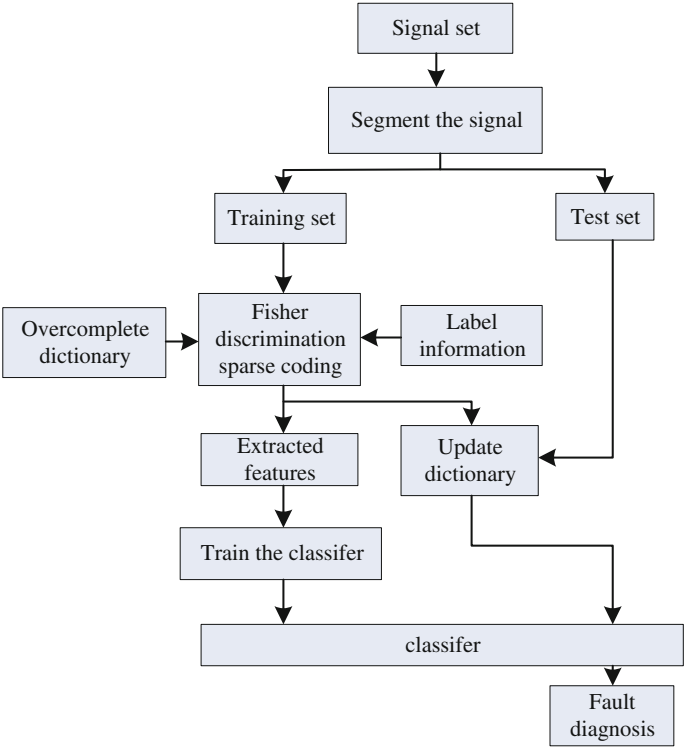 Signal set
Segment the signal
Training set
Test set
Overcomplete
dictionary
Fisher
discrimination
sparse coding
Label
information
Extracted
features
Update
dictionary
Train the classifer
classifer
Fault
diagnosis